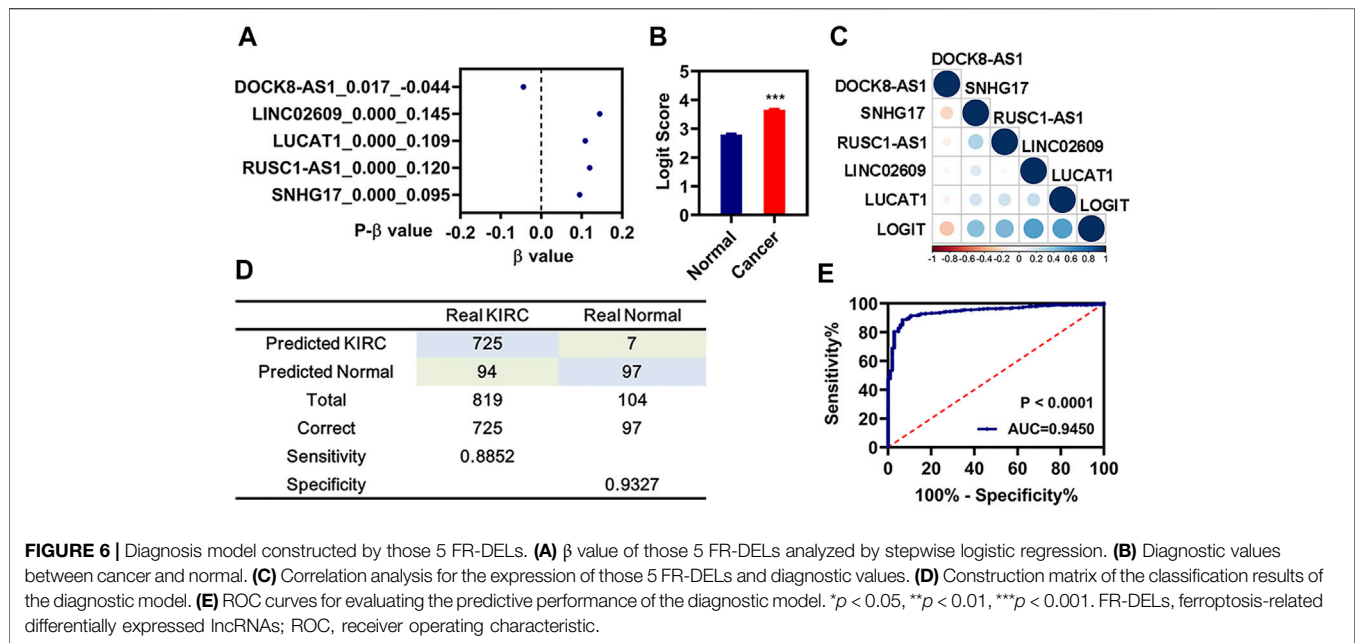 A
DOCK8-AS1_0.017_-0.044
LINC02609_0.000_0.145
LUCAT1_0.000_0.109
RUSC1-AS1_0.000_0.120
SNHG17_0.000_0.095
P-β value
-0.2 -0.1 0.0 0.1 0.2
β value
B
Logit Score
5
4
3
2
1
0
***
Normal Cancer
C
DOCK8-AS1
DOCK8-AS1 SNHG17
SNHG17 RUSC1-AS1
RUSC1-AS1 LINC02609
LINC02609 LUCAT1
LUCAT1 LOGIT
LOGIT
-1 -0.8 -0.6 -0.4 -0.2 0 0.2 0.4 0.6 0.8 1
D
Real KIRC Real Normal
Predicted KIRC 725 7
Predicted Normal 94 97
Total 819 104
Correct 725 97
Sensitivity 0.8852
Specificity 0.9327
E
Sensitivity%
100
80
60
40
20
0
P < 0.0001
AUC=0.9450
0 20 40 60 80 100
100% - Specificity%
FIGURE 6 | Diagnosis model constructed by those 5 FR-DELs. (A) β value of those 5 FR-DELs analyzed by stepwise logistic regression. (B) Diagnostic values
between cancer and normal. (C) Correlation analysis for the expression of those 5 FR-DELs and diagnostic values. (D) Construction matrix of the classification results of
the diagnostic model. (E) ROC curves for evaluating the predictive performance of the diagnostic model. *p < 0.05, **p < 0.01, ***p < 0.001. FR-DELs, ferroptosis-related
differentially expressed lncRNAs; ROC, receiver operating characteristic.